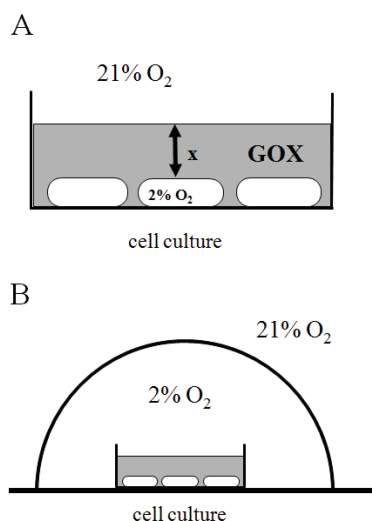 A
21% O₂
x GOX
2% O₂
cell culture
B
21% O₂
2% O₂
cell culture